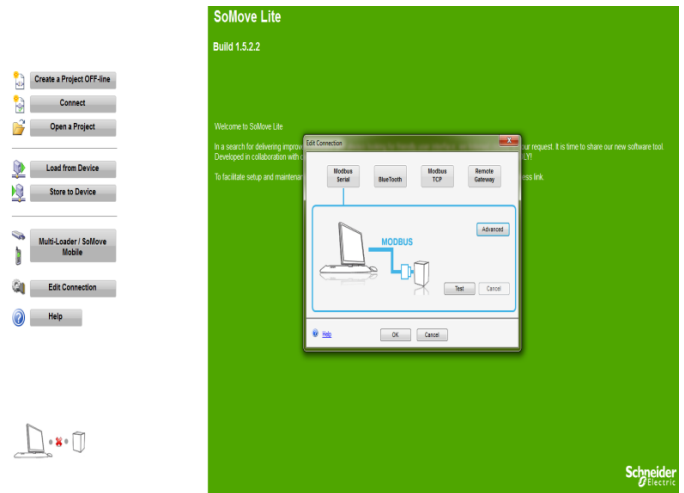 SoMove Lite
Build 1.5.2.2
Create a Project OFF-line
Connect
Open a Project
Load from Device
Store to Device
Multi-Loader / SoMove
Mobile
Edit Connection
Help
Welcome to SoMove Lite
In a search for delivering improv
our request. It is time to share our new software tool.
Developed in collaboration with
LY!
To facilitate setup and maintenan
ess link.
Edit Connection
Modbus
Serial
BlueTooth
Modbus
TCP
Remote
Gateway
Advanced
MODBUS
Test
Cancel
Help
OK
Cancel
Schneider
Electric